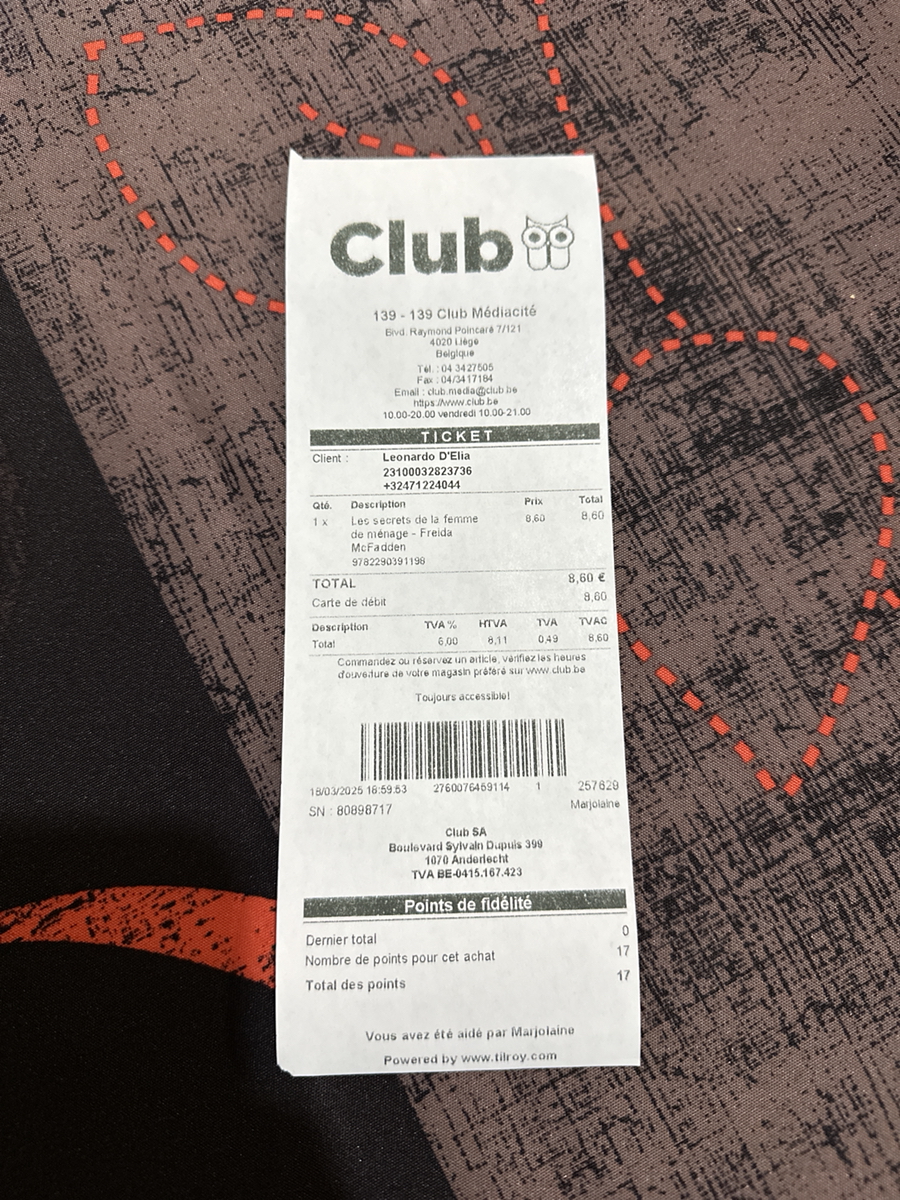 Club
139 - 139 Club Médiacité
Blvd. Raymond Poincaré 7/121
4020 Liège
Belgique
Tél. : 04 3427605
Fax : 04/3417184
Email : club.media@club.be
https://www.club.be
10.00-20.00 vendredi 10.00-21.00
TICKET
Client : Leonardo D'Elia
23100032823736
+32471224044
Qté. Description Prix Total
1 x Les secrets de la femme 8,60 8,60
de ménage - Freida
McFadden
9782290391198
TOTAL 8,60 €
Carte de débit 8,60
Description TVA % HTVA TVA TVAC
Total 6,00 8,11 0,49 8,60
Commandez ou réservez un article, vérifiez les heures
d'ouverture de votre magasin préféré sur www.club.be
Toujours accessible!
18/03/2025 16:59.53 2760076459114 1 257629
SN : 80898717 Marjolaine
Club SA
Boulevard Sylvain Dupuis 399
1070 Anderlecht
TVA BE-0415.167.423
Points de fidélité
Dernier total 0
Nombre de points pour cet achat 17
Total des points 17
Vous avez été aidé par Marjolaine
Powered by www.tilroy.com